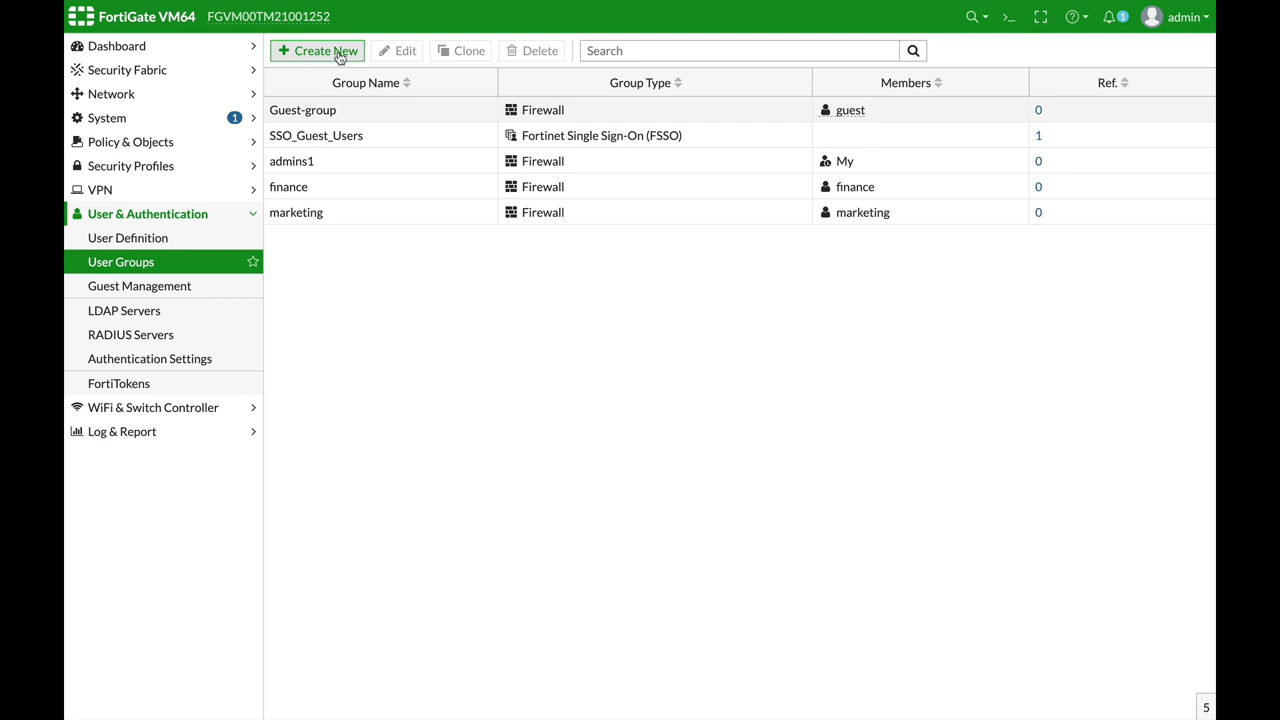 FortiGate VM64 FGVM00TM21001252 1 admin
Dashboard
Security Fabric
Network
System 1
Policy & Objects
Security Profiles
VPN
User & Authentication
User Definition
User Groups
Guest Management
LDAP Servers
RADIUS Servers
Authentication Settings
FortiTokens
WiFi & Switch Controller
Log & Report
Create New Edit Clone Delete Search
Group Name Group Type Members Ref.
Guest-group Firewall guest 0
SSO_Guest_Users Fortinet Single Sign-On (FSSO) 1
admins1 Firewall My 0
finance Firewall finance 0
marketing Firewall marketing 0
5